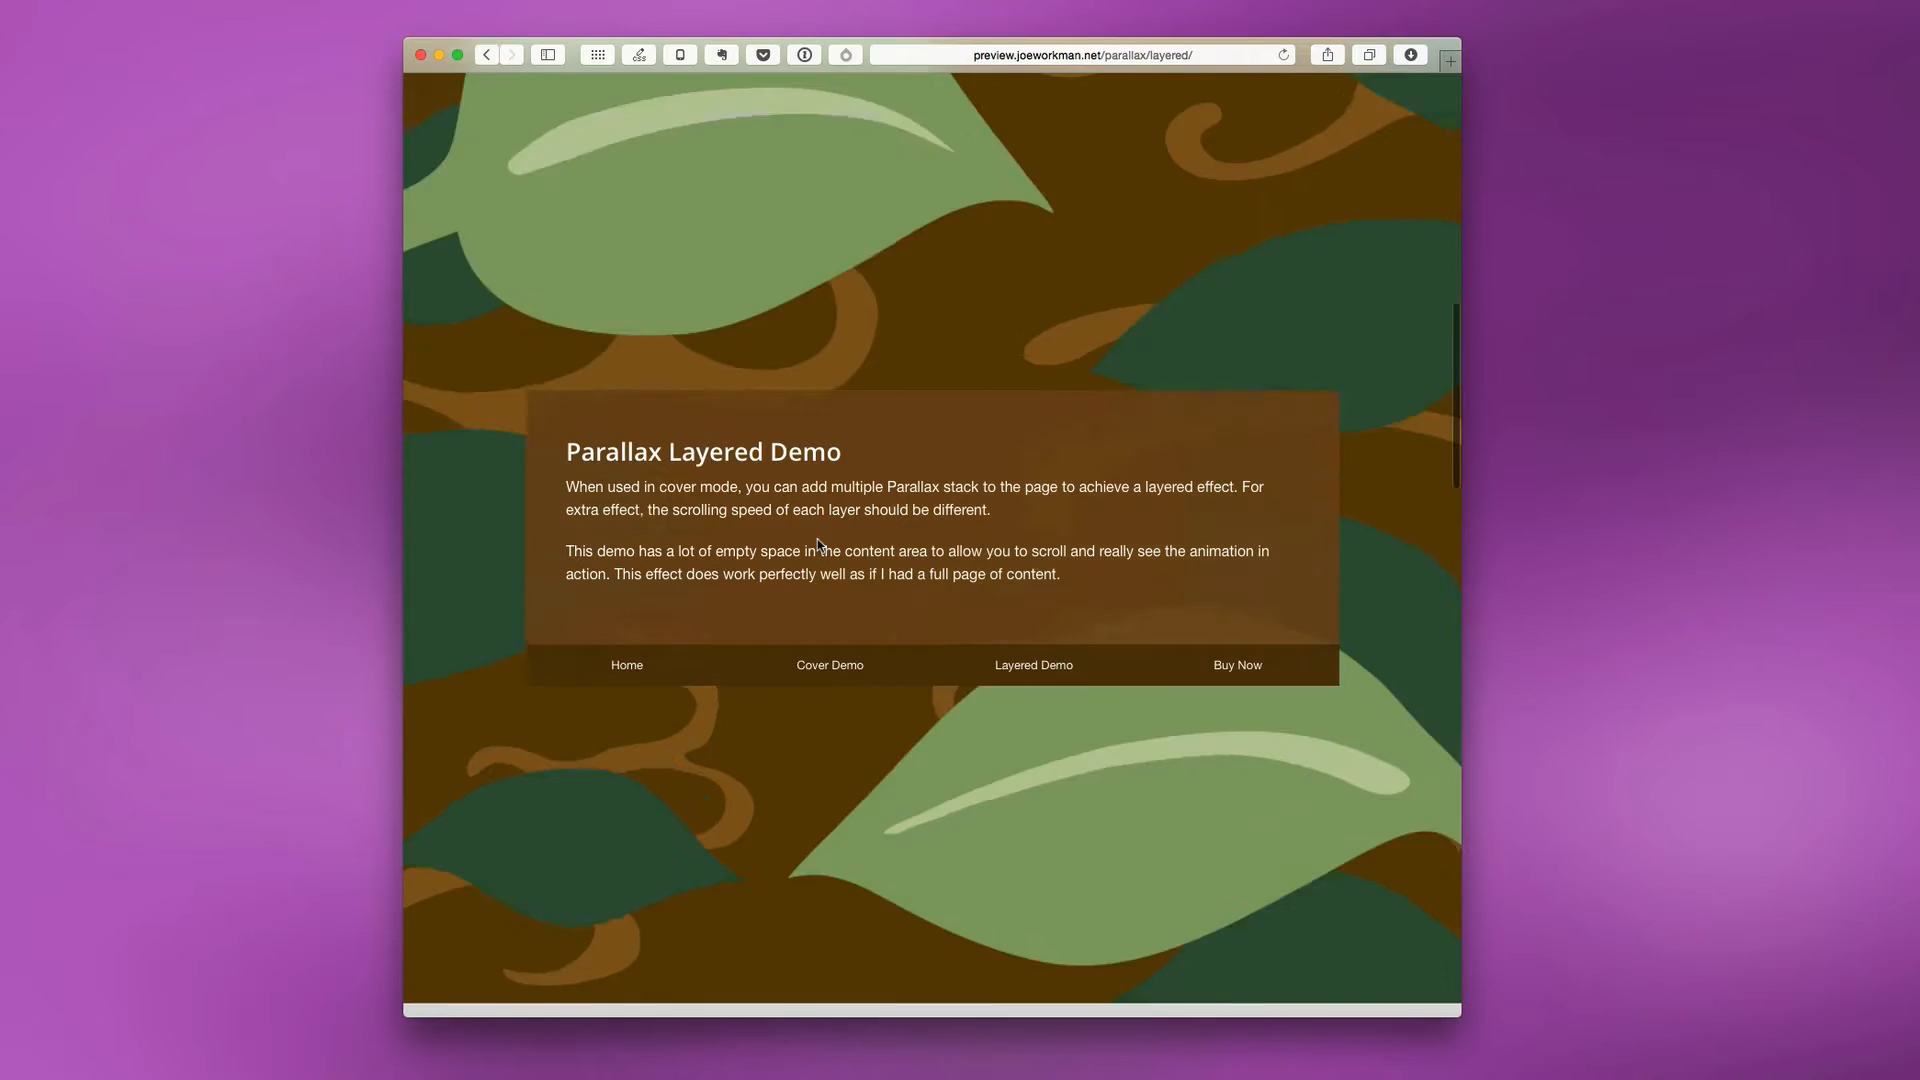 css
preview.joeworkman.net/parallax/layered/
Parallax Layered Demo
When used in cover mode, you can add multiple Parallax stack to the page to achieve a layered effect. For
extra effect, the scrolling speed of each layer should be different.
This demo has a lot of empty space in the content area to allow you to scroll and really see the animation in
action. This effect does work perfectly well as if I had a full page of content.
Home
Cover Demo
Layered Demo
Buy Now